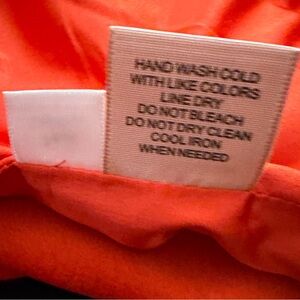 HAND WASH COLD
WITH LIKE COLORS
LINE DRY
DO NOT BLEACH
DO NOT DRY CLEAN
COOL IRON
WHEN NEEDED